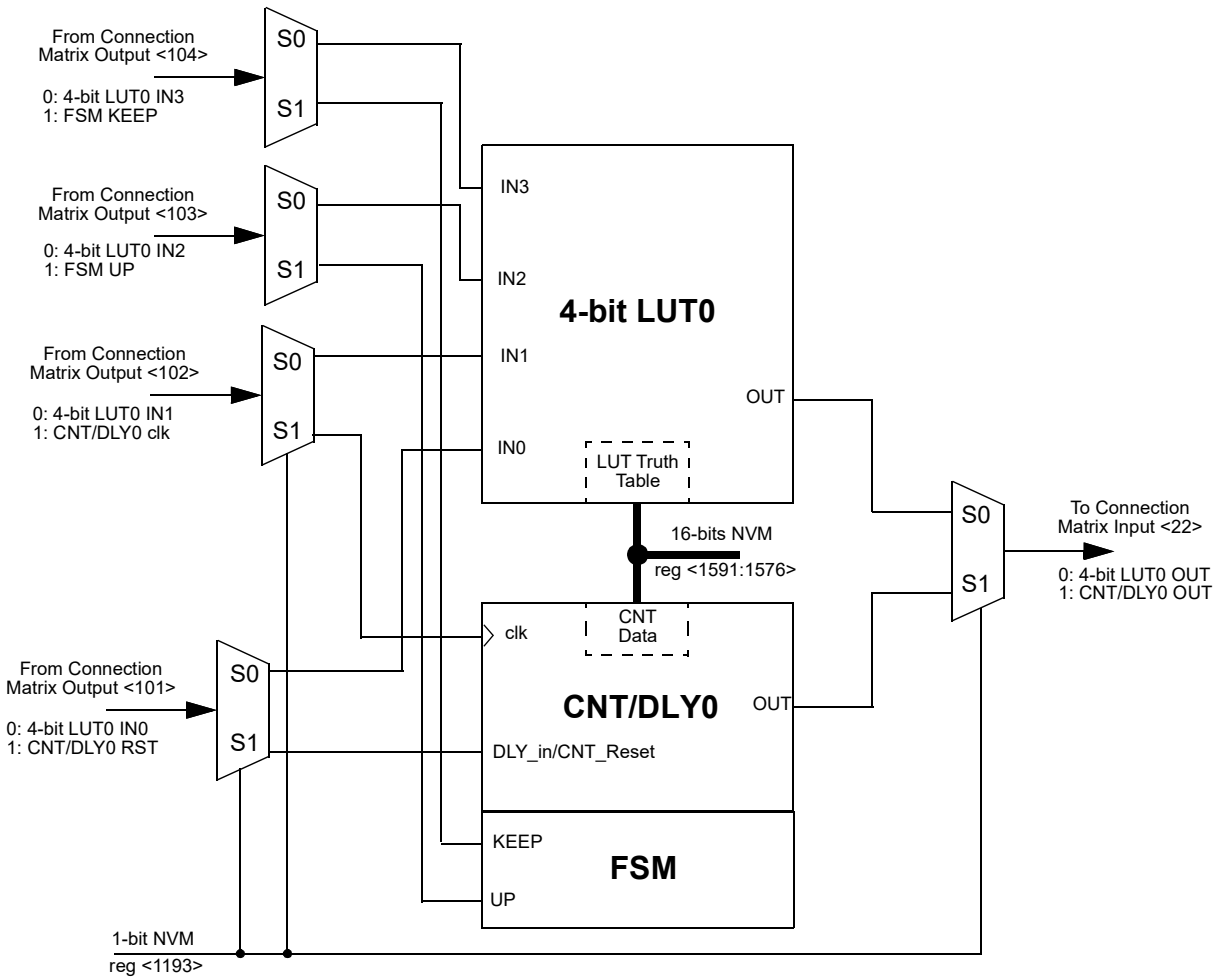 From Connection
Matrix Output <104>
0: 4-bit LUT0 IN3
1: FSM KEEP
S0
S1
From Connection
Matrix Output <103>
0: 4-bit LUT0 IN2
1: FSM UP
S0
S1
From Connection
Matrix Output <102>
0: 4-bit LUT0 IN1
1: CNT/DLY0 clk
S0
S1
From Connection
Matrix Output <101>
0: 4-bit LUT0 IN0
1: CNT/DLY0 RST
S0
S1
IN3
IN2
IN1
IN0
4-bit LUT0
OUT
LUT Truth
Table
16-bits NVM
reg <1591:1576>
CNT
Data
clk
CNT/DLY0
OUT
DLY_in/CNT_Reset
KEEP
UP
FSM
S0
S1
To Connection
Matrix Input <22>
0: 4-bit LUT0 OUT
1: CNT/DLY0 OUT
1-bit NVM
reg <1193>